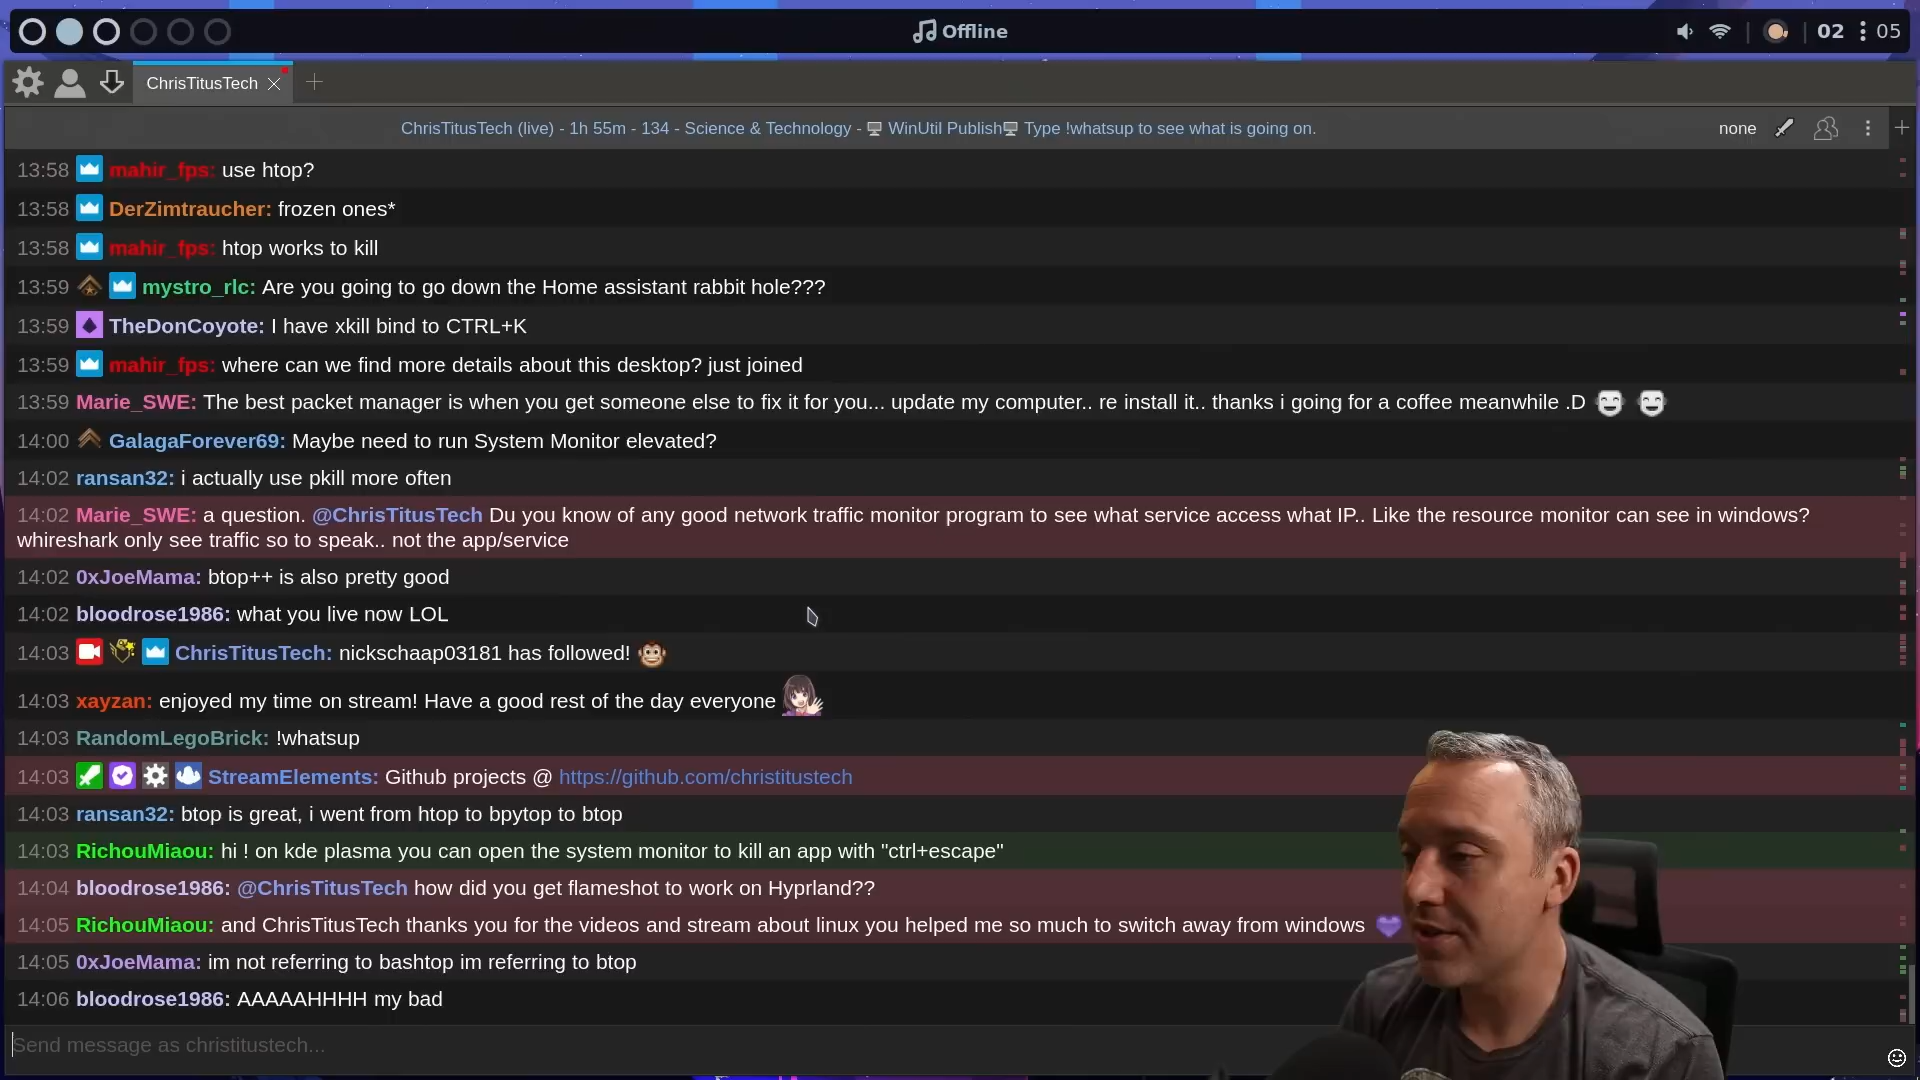 Offline
02
05
ChrisTitusTech
ChrisTitusTech (live) - 1h 55m - 134 - Science & Technology - WinUtil Publish Type !whatsup to see what is going on.
none
13:58 mahir_fps: use htop?
13:58 DerZimtraucher: frozen ones*
13:58 mahir_fps: htop works to kill
13:59 mystro_rlc: Are you going to go down the Home assistant rabbit hole???
13:59 TheDonCoyote: I have xkill bind to CTRL+K
13:59 mahir_fps: where can we find more details about this desktop? just joined
13:59 Marie_SWE: The best packet manager is when you get someone else to fix it for you... update my computer.. re install it.. thanks i going for a coffee meanwhile .D
14:00 GalagaForever69: Maybe need to run System Monitor elevated?
14:02 ransan32: i actually use pkill more often
14:02 Marie_SWE: a question. @ChrisTitusTech Du you know of any good network traffic monitor program to see what service access what IP.. Like the resource monitor can see in windows?
whireshark only see traffic so to speak.. not the app/service
14:02 0xJoeMama: btop++ is also pretty good
14:02 bloodrose1986: what you live now LOL
14:03 ChrisTitusTech: nickschaap03181 has followed!
14:03 xayzan: enjoyed my time on stream! Have a good rest of the day everyone
14:03 RandomLegoBrick: !whatsup
14:03 StreamElements: Github projects @ https://github.com/christitustech
14:03 ransan32: btop is great, i went from htop to bpytop to btop
14:03 RichouMiaou: hi ! on kde plasma you can open the system monitor to kill an app with "ctrl+escape"
14:04 bloodrose1986: @ChrisTitusTech how did you get flameshot to work on Hyprland??
14:05 RichouMiaou: and ChrisTitusTech thanks you for the videos and stream about linux you helped me so much to switch away from windows
14:05 0xJoeMama: im not referring to bashtop im referring to btop
14:06 bloodrose1986: AAAAAHHHH my bad
Send message as christitustech...